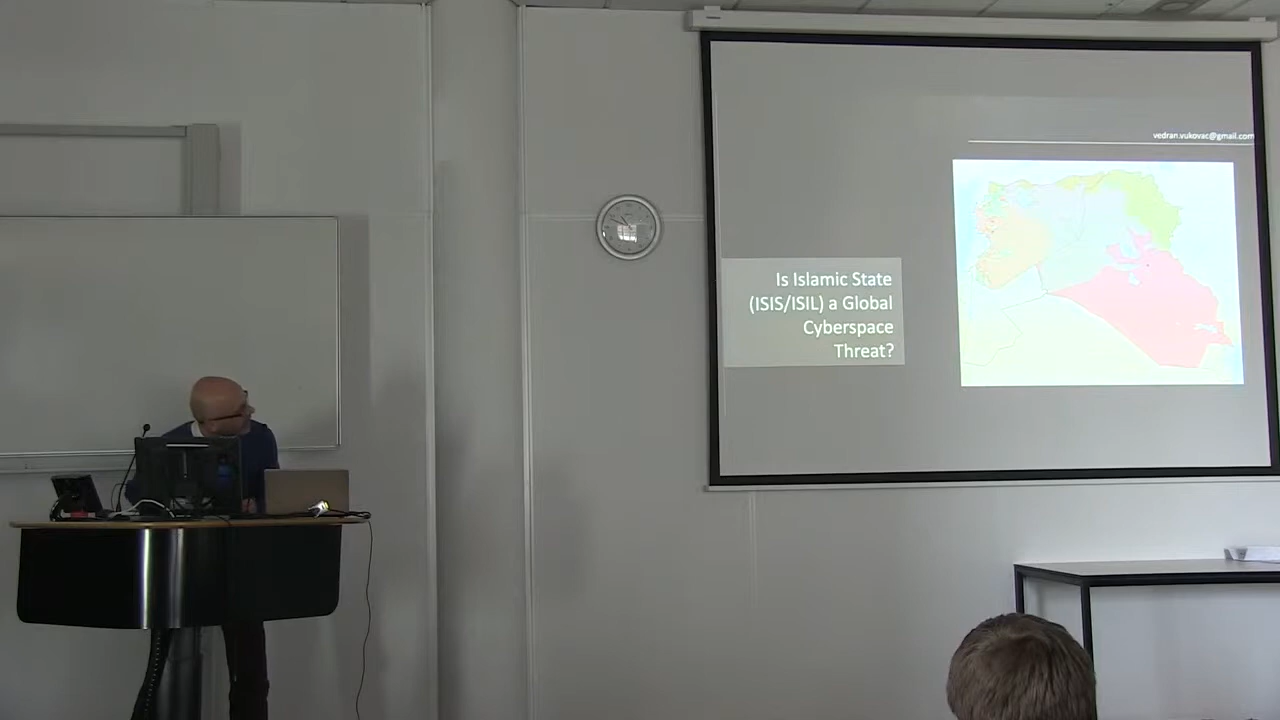 vedran.vukovac@gmail.com
Is Islamic State
(ISIS/ISIL) a Global
Cyberspace
Threat?